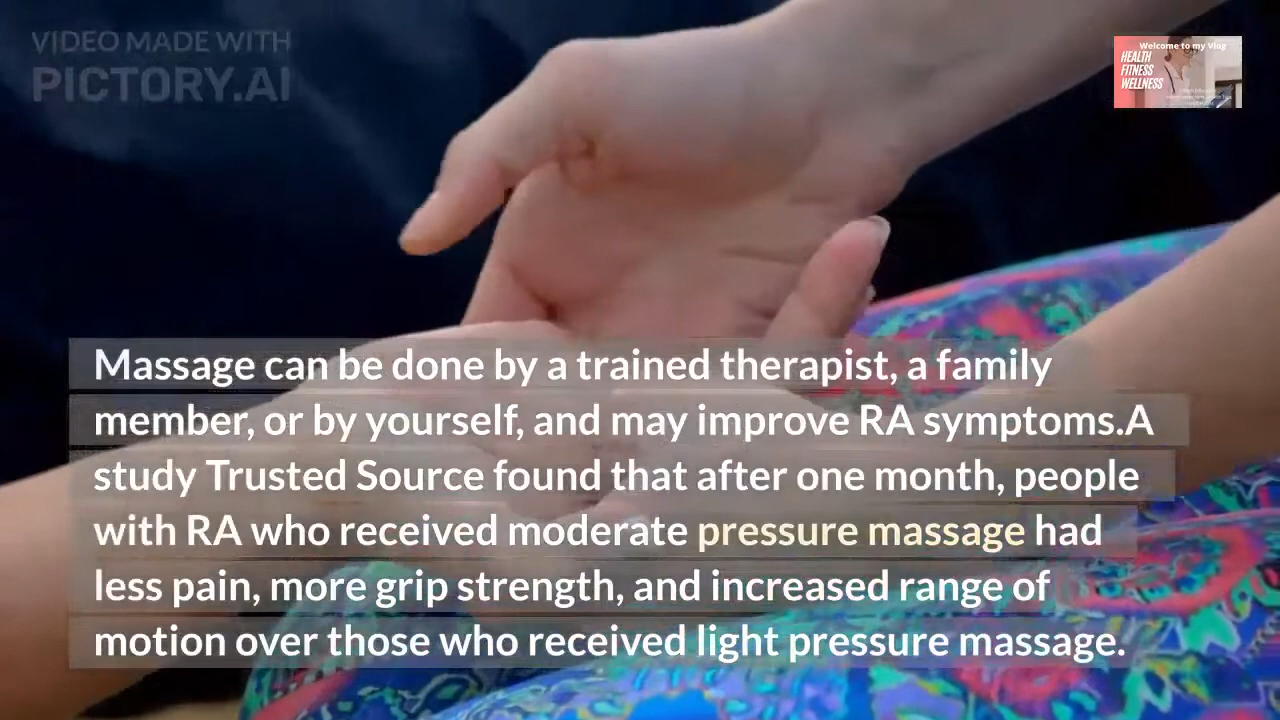 VIDEO MADE WITH
PICTORY.AI
Welcome to my Vlog
HEALTH
FITNESS
WELLNESS
Massage can be done by a trained therapist, a family
member, or by yourself, and may improve RA symptoms.A
study Trusted Source found that after one month, people
with RA who received moderate pressure massage had
less pain, more grip strength, and increased range of
motion over those who received light pressure massage.